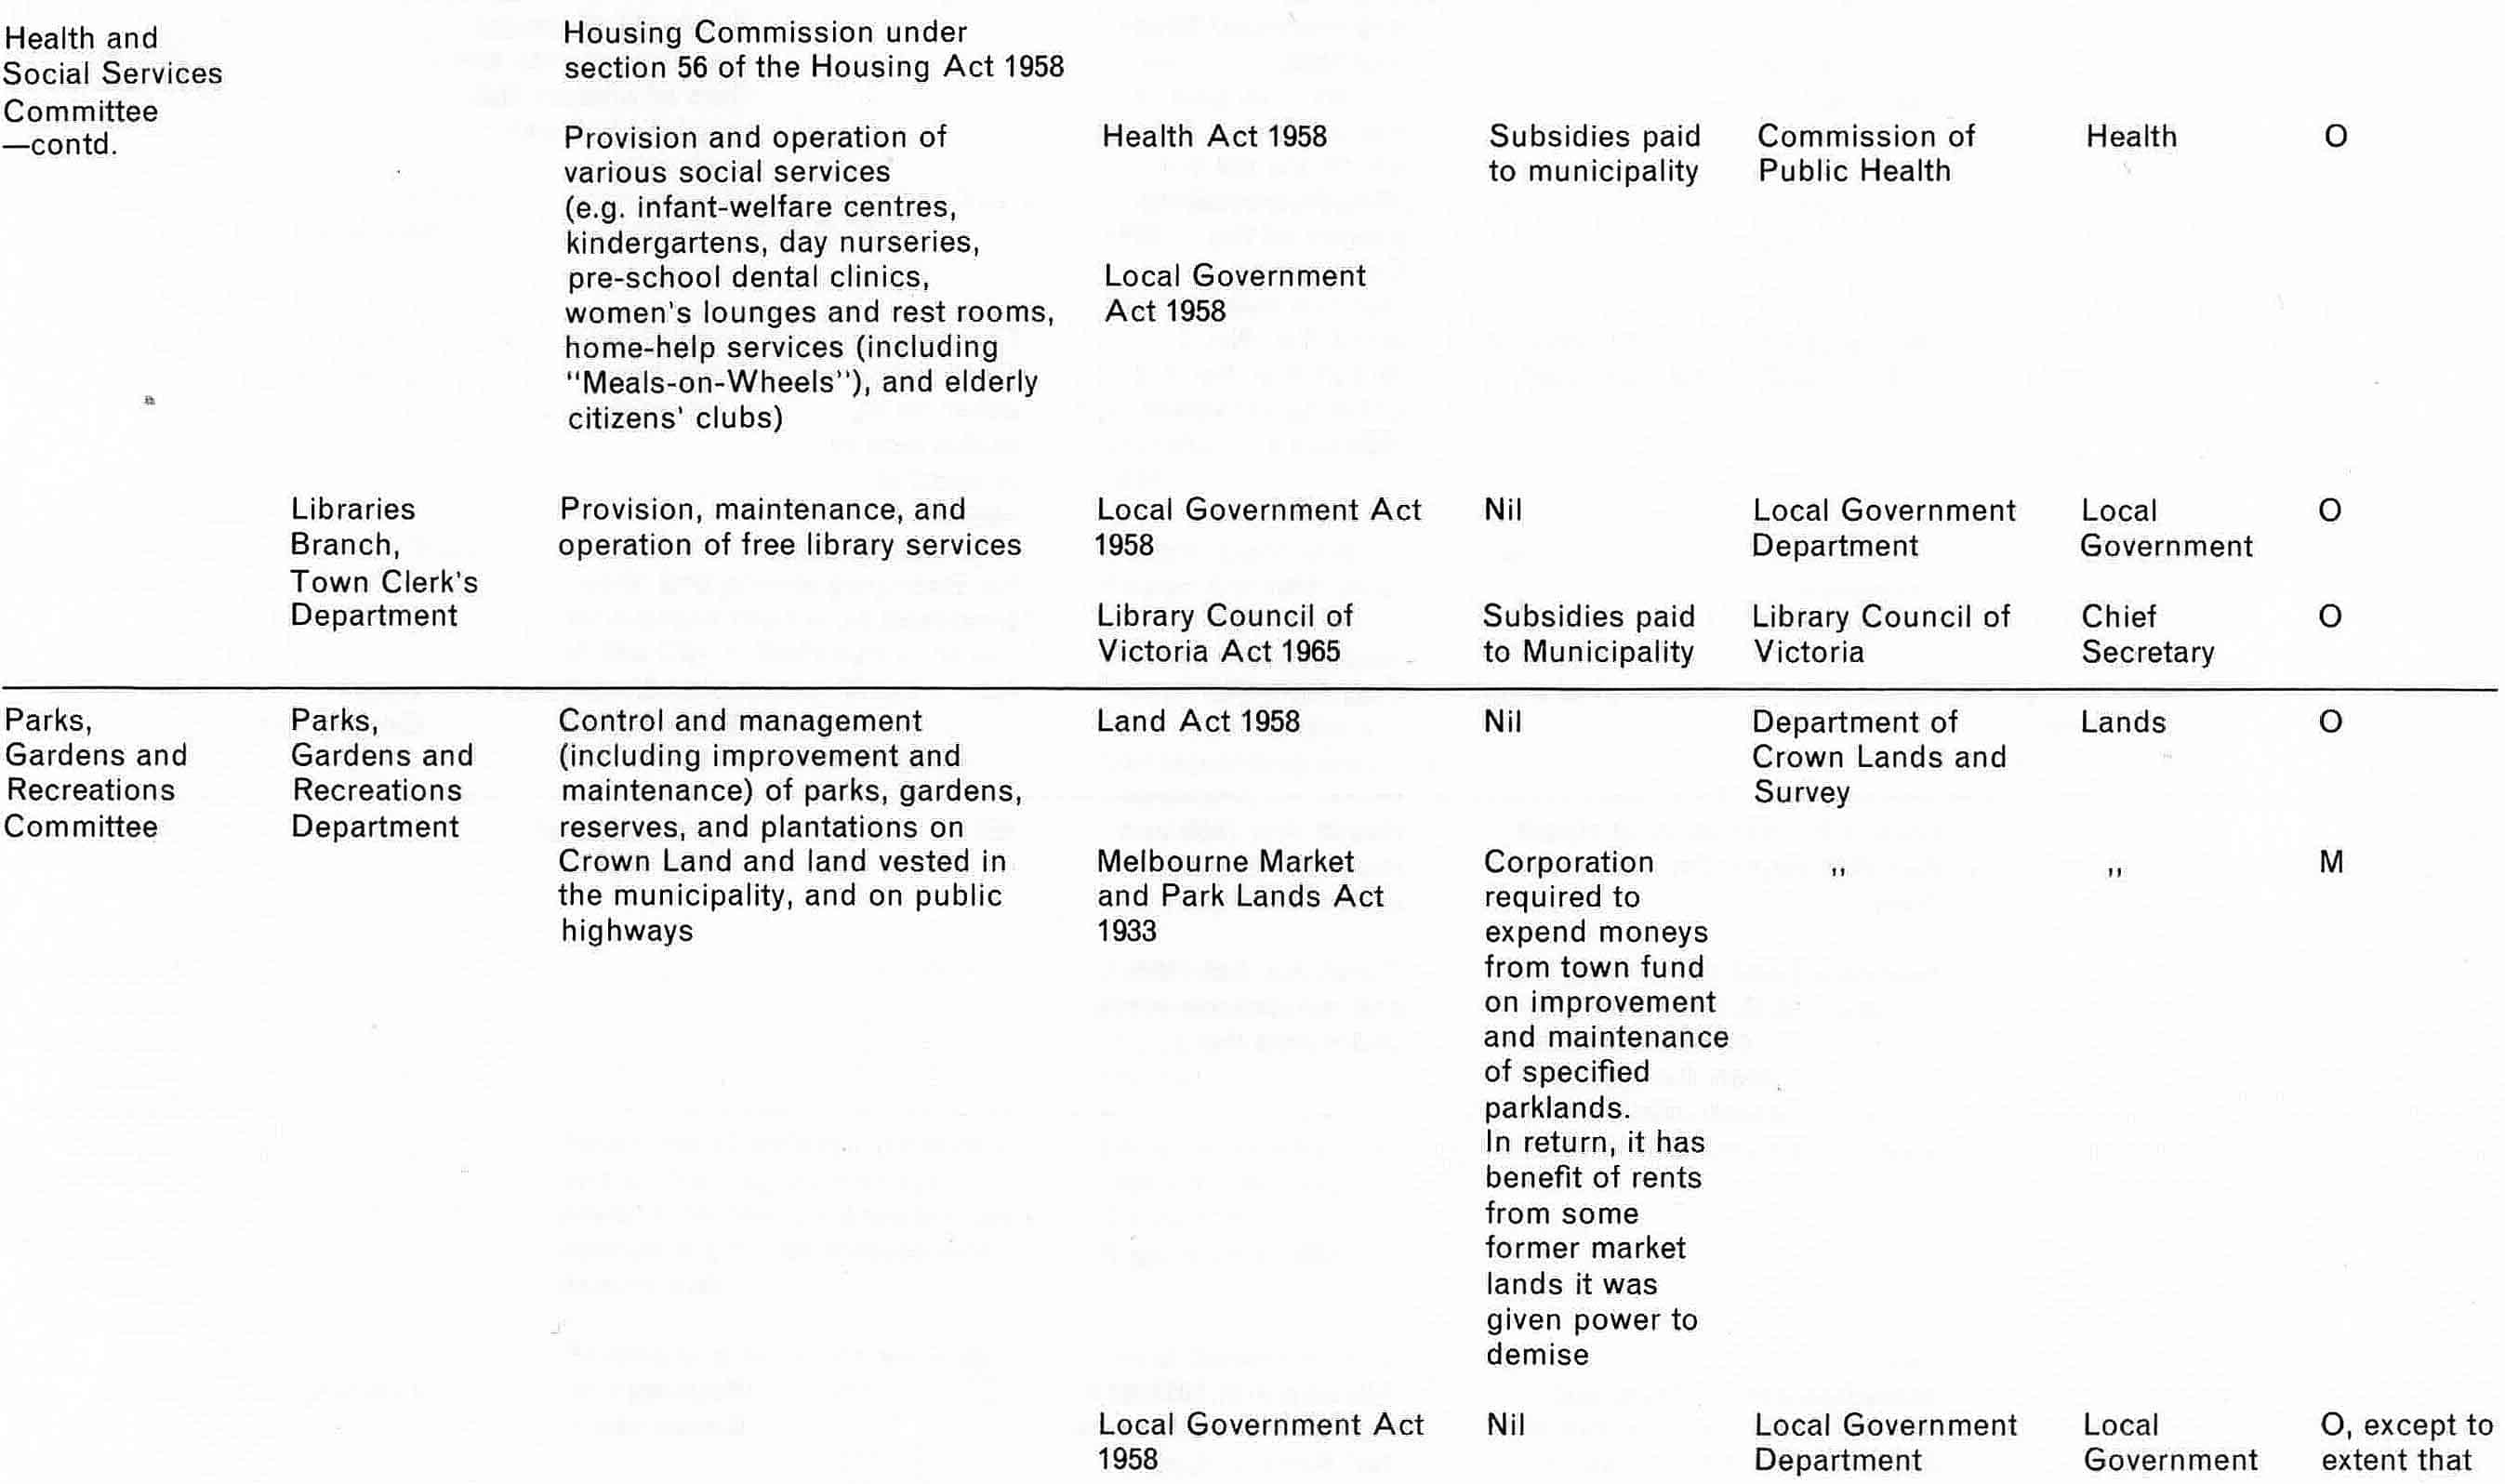 Health and
Social Services
Committee
—contd.
Housing Commission under
section 56 of the Housing Act 1958
Provision and operation of
various social services
(e.g. infant-welfare centres,
kindergartens, day nurseries,
pre-school dental clinics,
women's lounges and rest rooms,
home-help services (including
"Meals-on-Wheels"), and elderly
citizens' clubs)
Health Act 1958
Local Government
Act 1958
Subsidies paid
to municipality
Commission of
Public Health
Health
O
Libraries
Branch,
Town Clerk's
Department
Provision, maintenance, and
operation of free library services
Local Government Act
1958
Nil
Local Government
Department
Local
Government
O
Library Council of
Victoria Act 1965
Subsidies paid
to Municipality
Library Council of
Victoria
Chief
Secretary
O
Parks,
Gardens and
Recreations
Committee
Parks,
Gardens and
Recreations
Department
Control and management
(including improvement and
maintenance) of parks, gardens,
reserves, and plantations on
Crown Land and land vested in
the municipality, and on public
highways
Land Act 1958
Nil
Department of
Crown Lands and
Survey
Lands
O
Melbourne Market
and Park Lands Act
1933
Corporation
required to
expend moneys
from town fund
on improvement
and maintenance
of specified
parklands.
In return, it has
benefit of rents
from some
former market
lands it was
given power to
demise
,,
,,
M
Local Government Act
1958
Nil
Local Government
Department
Local
Government
O, except to
extent that